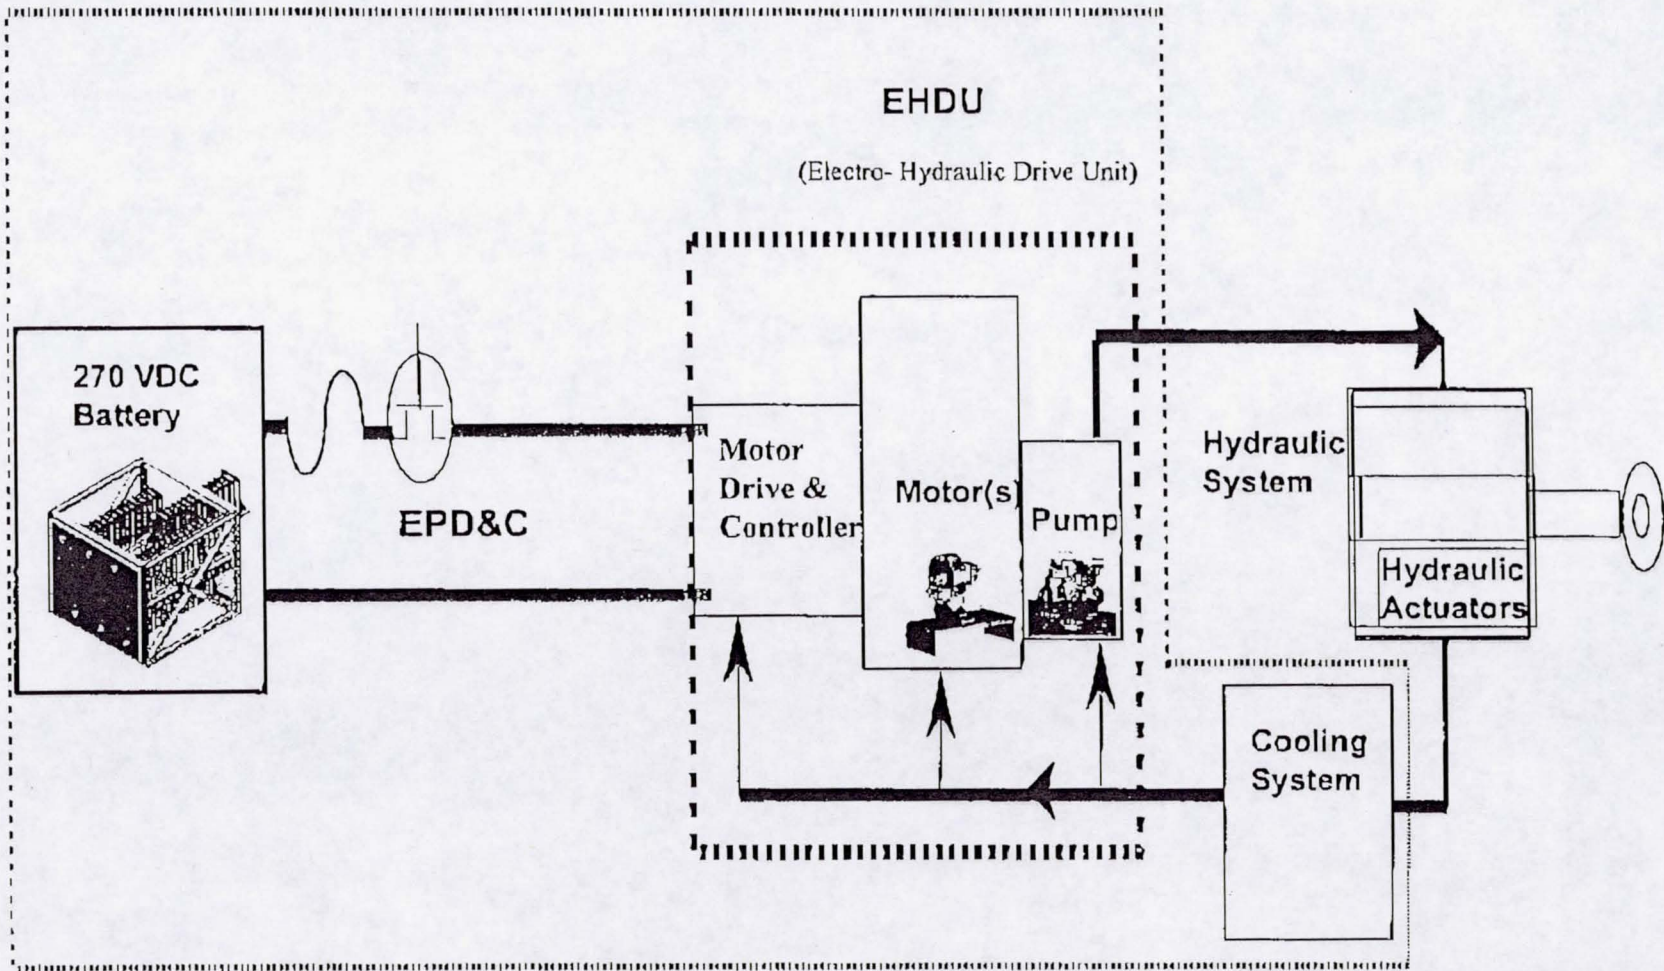 EHDU
(Electro- Hydraulic Drive Unit)
270 VDC
Battery
EPD&C
Motor
Drive &
Controller
Motor(s)
Pump
Hydraulic
System
Hydraulic
Actuators
Cooling
System